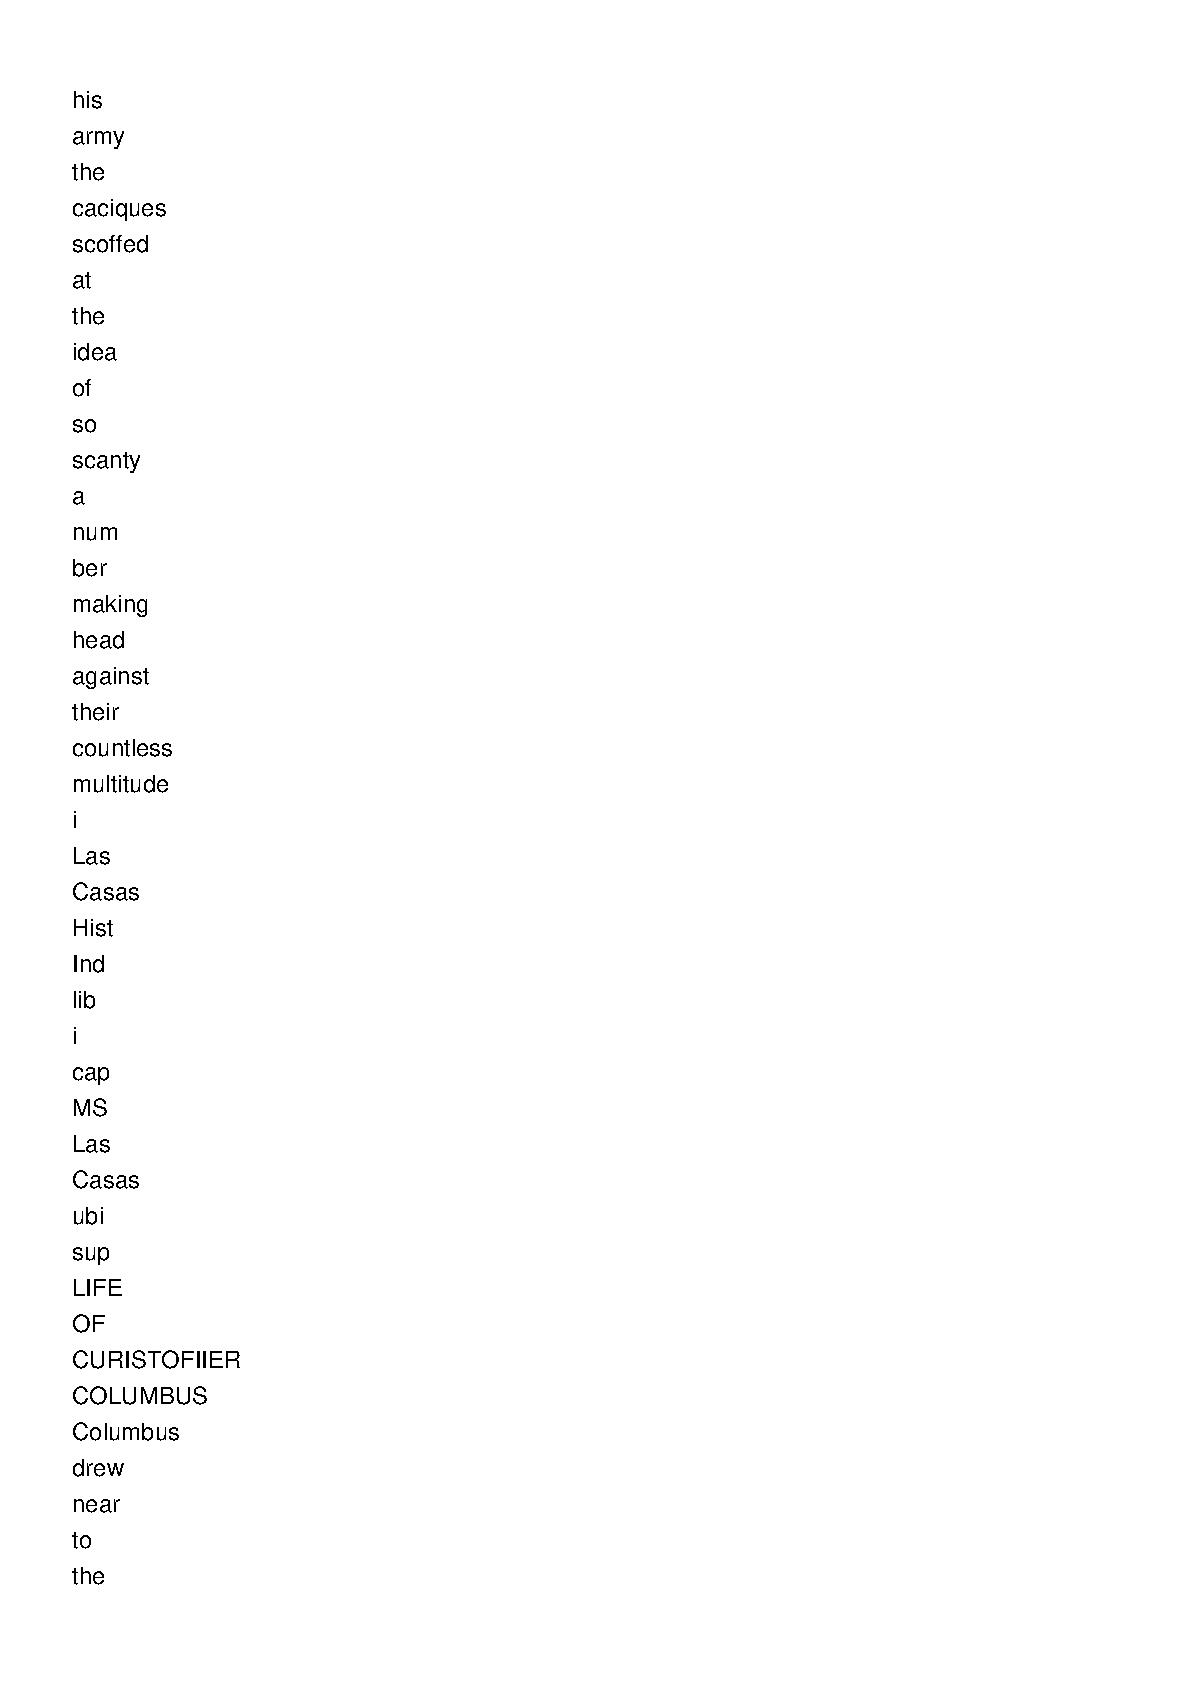 his
army
the
caciques
scoffed
at
the
idea
of
so
scanty
a
num
ber
making
head
against
their
countless
multitude
i
Las
Casas
Hist
Ind
lib
i
cap
MS
Las
Casas
ubi
sup
LIFE
OF
CURISTOFIIER
COLUMBUS
Columbus
drew
near
to
the